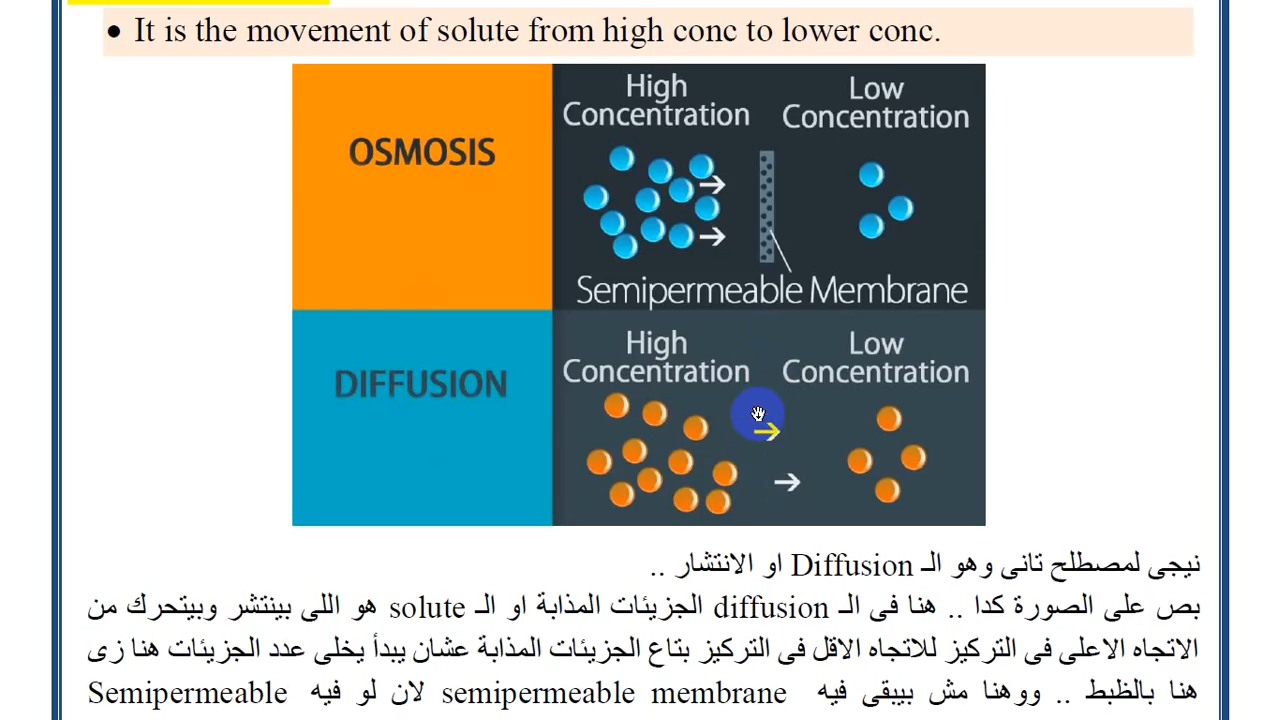 • It is the movement of solute from high conc to lower conc.
OSMOSIS
High Concentration
Low Concentration
Semipermeable Membrane
DIFFUSION
High Concentration
Low Concentration
نيجى لمصطلح تانى وهو الـ Diffusion او الانتشار ..
بص على الصورة كدا .. هنا فى الـ diffusion الجزيئات المذابة او الـ solute هو اللى بينتشر وبيتحرك من
الاتجاه الاعلى فى التركيز للاتجاه الاقل فى التركيز بتاع الجزيئات المذابة عشان يبدأ يخلى عدد الجزيئات هنا زى
هنا بالظبط .. ووهنا مش بيبقى فيه semipermeable membrane لان لو فيه Semipermeable